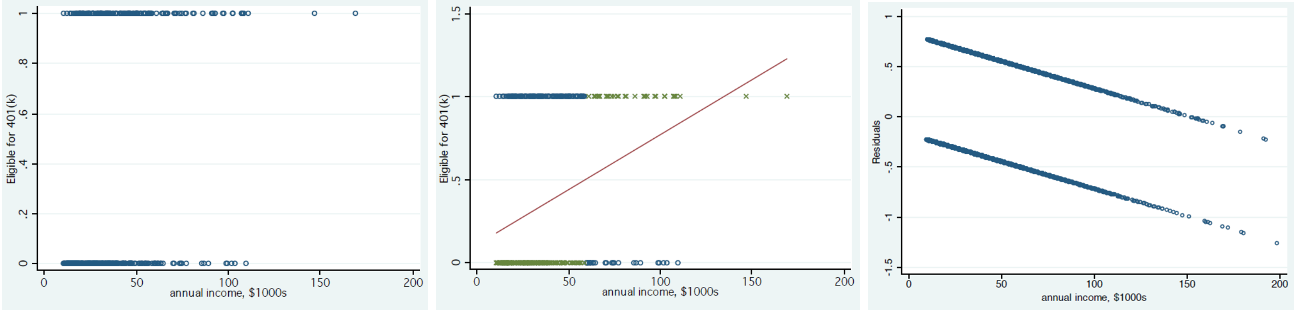 Eligible for 401(k)
1
.8
.6
.4
.2
0
0 50 100 150 200
annual income, $1000s
Eligible for 401(k)
1.5
1
.5
0
0 50 100 150 200
annual income, $1000s
Residuals
1
.5
0
-.5
-1
-1.5
0 50 100 150 200
annual income, $1000s